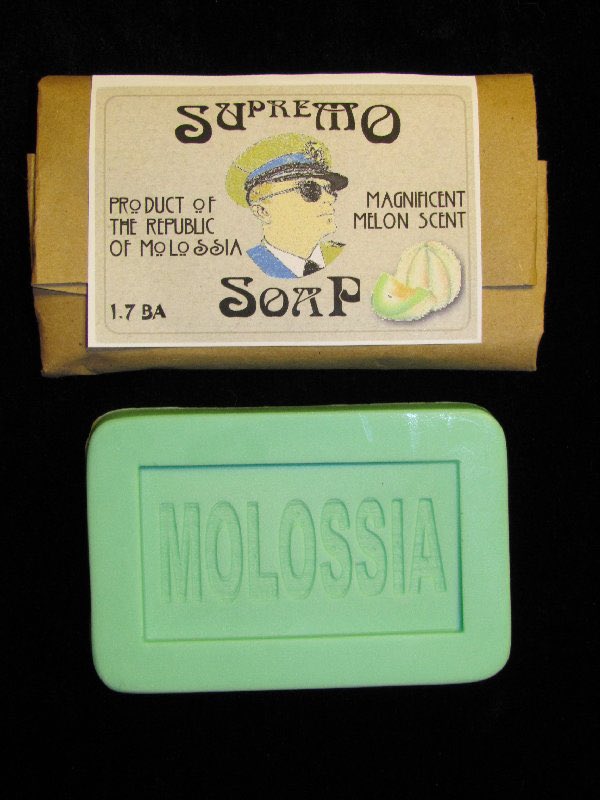 SUPREMO
PRODUCT OF
THE REPUBLIC
OF MOLOSSIA
MAGNIFICENT
MELON SCENT
SOAP
1.7 BA
MOLOSSIA